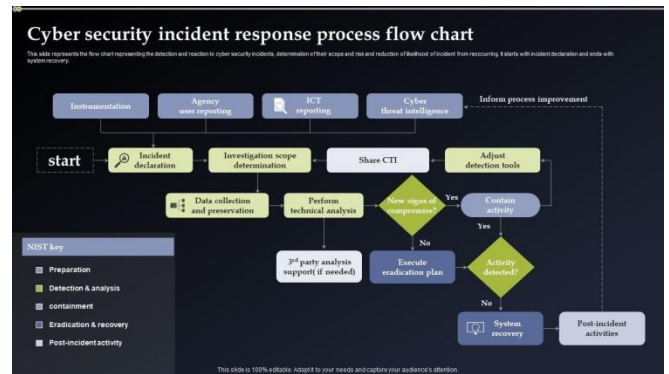 Cyber security incident response process flow chart
This slide represents the flow chart representing the detection and reaction to cyber security incidents, determination of their scope and risk and reduction of likelihood of incident from reoccurring. It starts with incident declaration and ends with
system recovery.
Instrumentation
Agency
user reporting
ICT
reporting
Cyber
threat intelligence
Inform process improvement
start
Incident
declaration
Investigation scope
determination
Share CTI
Adjust
detection tools
Data collection
and preservation
Perform
technical analysis
New signs of
compromise?
Yes
Contain
activity
Yes
No
NIST key
Preparation
Detection & analysis
containment
Eradication & recovery
Post-incident activity
3rd party analysis
support( if needed)
Execute
eradication plan
Activity
detected?
No
System
recovery
Post-incident
activities
This slide is 100% editable. Adapt it to your needs and capture your audience's attention.